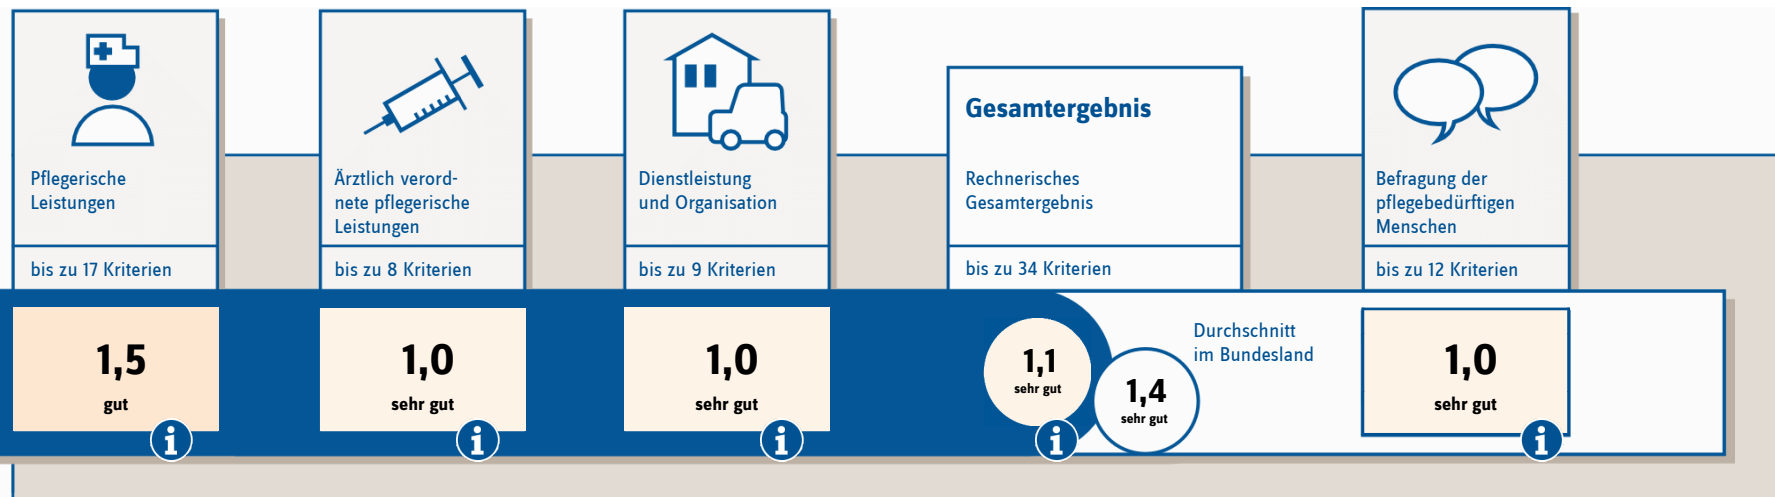 Pflegerische
Leistungen
bis zu 17 Kriterien
1,5
gut
Ärztlich verord-
nete pflegerische
Leistungen
bis zu 8 Kriterien
1,0
sehr gut
Dienstleistung
und Organisation
bis zu 9 Kriterien
1,0
sehr gut
Gesamtergebnis
Rechnerisches
Gesamtergebnis
bis zu 34 Kriterien
1,1
sehr gut
1,4
sehr gut
Durchschnitt
im Bundesland
Befragung der
pflegebedürftigen
Menschen
bis zu 12 Kriterien
1,0
sehr gut